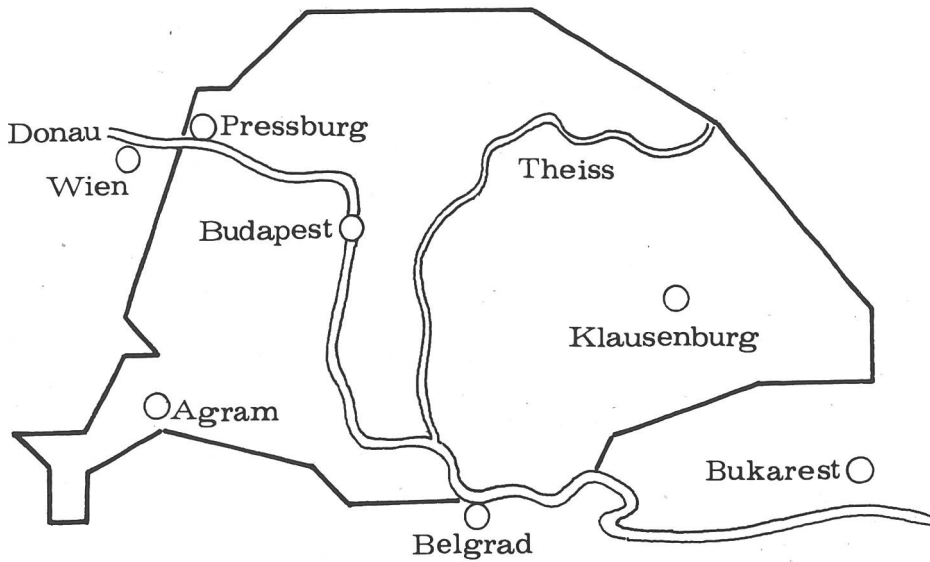 Donau
Pressburg
Wien
Theiss
Budapest
Klausenburg
Agram
Bukarest
Belgrad